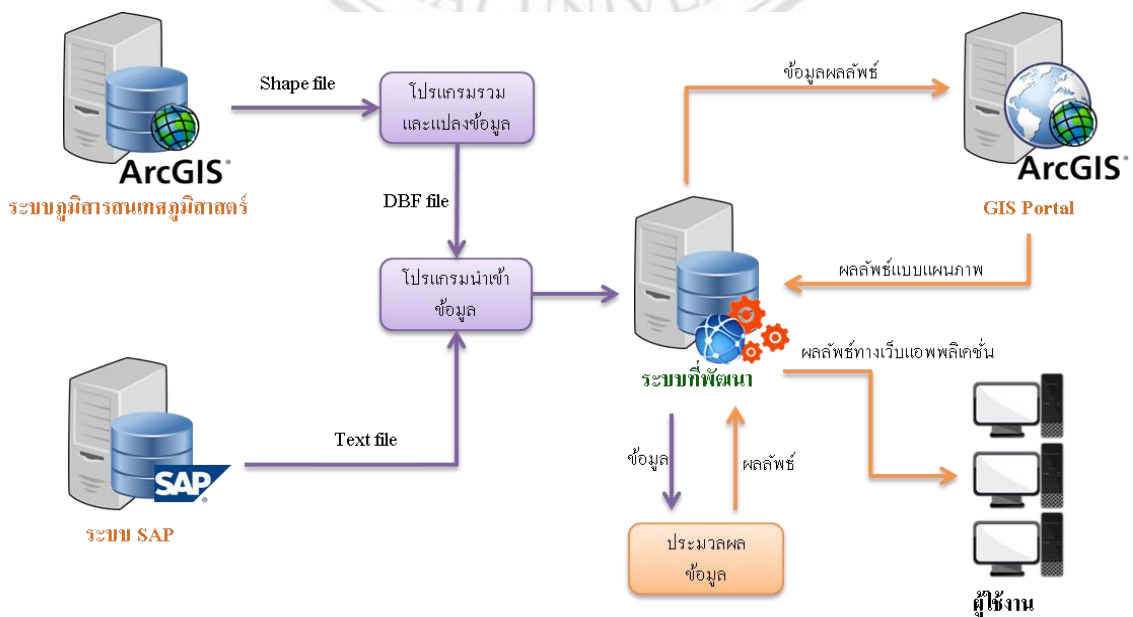 Shape file
โปรแกรมรวม
และแปลงข้อมูล
ข้อมูลผลลัพธ์
ArcGIS
ระบบภูมิสารสนเทศภูมิศาสตร์
ArcGIS
GIS Portal
DBF file
โปรแกรมนำเข้า
ข้อมูล
ผลลัพธ์แบบแผนภาพ
ผลลัพธ์ทางเว็บแอพพลิเคชั่น
ระบบที่พัฒนา
Text file
SAP
ระบบ SAP
ข้อมูล
ผลลัพธ์
ประมวลผล
ข้อมูล
ผู้ใช้งาน